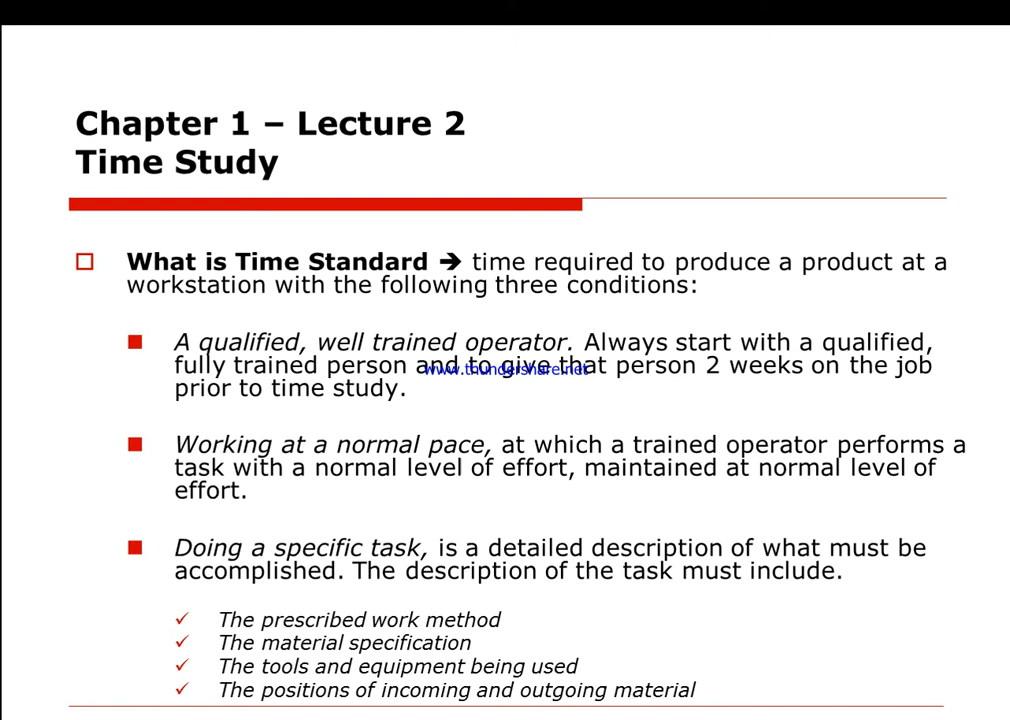 Chapter 1 – Lecture 2
Time Study
What is Time Standard ➔ time required to produce a product at a
workstation with the following three conditions:
A qualified, well trained operator. Always start with a qualified,
fully trained person and to give that person 2 weeks on the job
www.thundershare.net
prior to time study.
Working at a normal pace, at which a trained operator performs a
task with a normal level of effort, maintained at normal level of
effort.
Doing a specific task, is a detailed description of what must be
accomplished. The description of the task must include.
The prescribed work method
The material specification
The tools and equipment being used
The positions of incoming and outgoing material